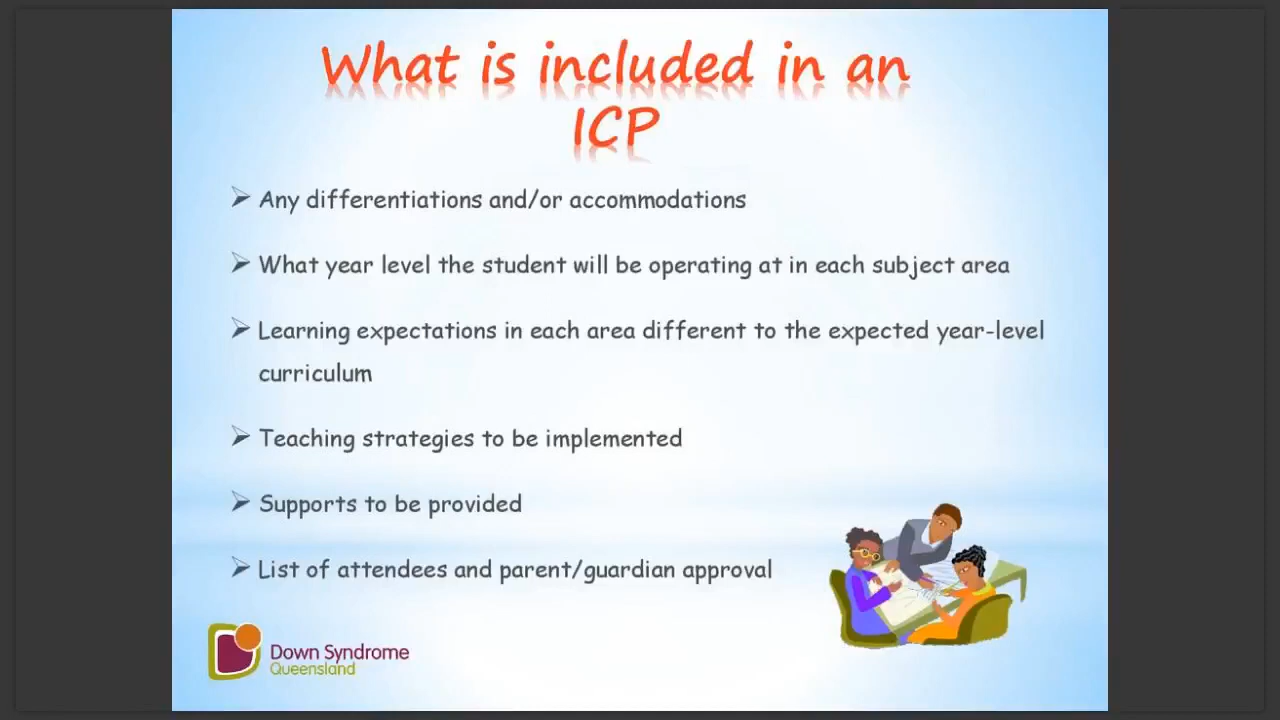 What is included in an
ICP
Any differentiations and/or accommodations
What year level the student will be operating at in each subject area
Learning expectations in each area different to the expected year-level
curriculum
Teaching strategies to be implemented
Supports to be provided
List of attendees and parent/guardian approval
Down Syndrome
Queensland